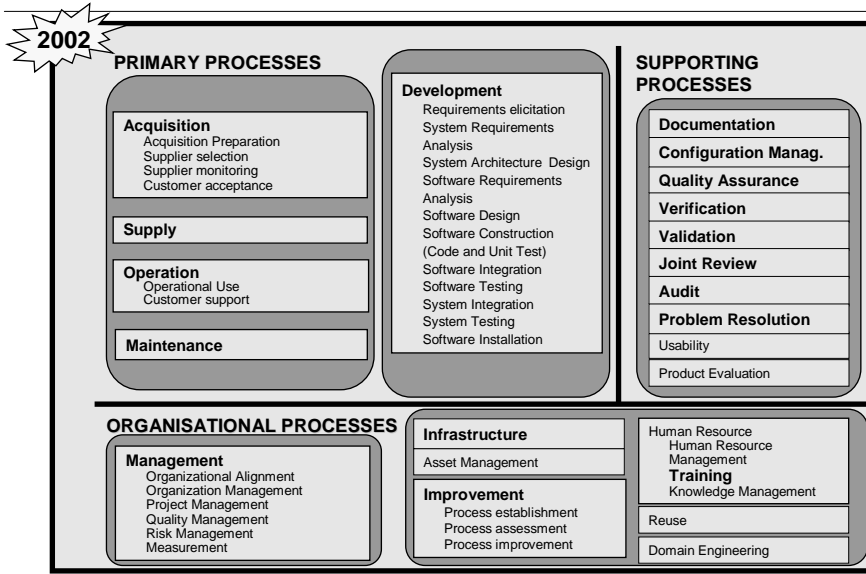 2002
PRIMARY PROCESSES
Acquisition
Acquisition Preparation
Supplier selection
Supplier monitoring
Customer acceptance
Supply
Operation
Operational Use
Customer support
Maintenance
Development
Requirements elicitation
System Requirements
Analysis
System Architecture Design
Software Requirements
Analysis
Software Design
Software Construction
(Code and Unit Test)
Software Integration
Software Testing
System Integration
System Testing
Software Installation
SUPPORTING
PROCESSES
Documentation
Configuration Manag.
Quality Assurance
Verification
Validation
Joint Review
Audit
Problem Resolution
Usability
Product Evaluation
ORGANISATIONAL PROCESSES
Management
Organizational Alignment
Organization Management
Project Management
Quality Management
Risk Management
Measurement
Infrastructure
Asset Management
Improvement
Process establishment
Process assessment
Process improvement
Human Resource
Human Resource
Management
Training
Knowledge Management
Reuse
Domain Engineering